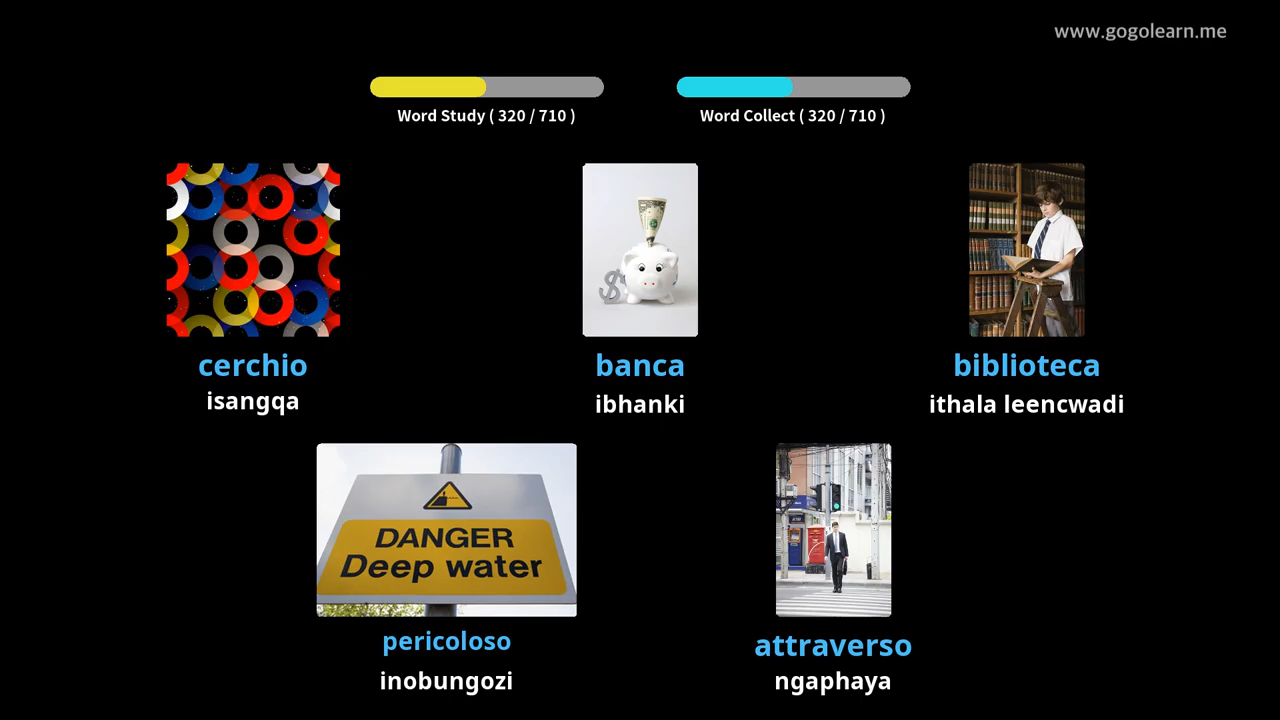 www.gogolearn.me
Word Study ( 320 / 710 )
Word Collect ( 320 / 710 )
cerchio
isangqa
banca
ibhanki
biblioteca
ithala leencwadi
DANGER
Deep water
pericoloso
inobungozi
attraverso
ngaphaya